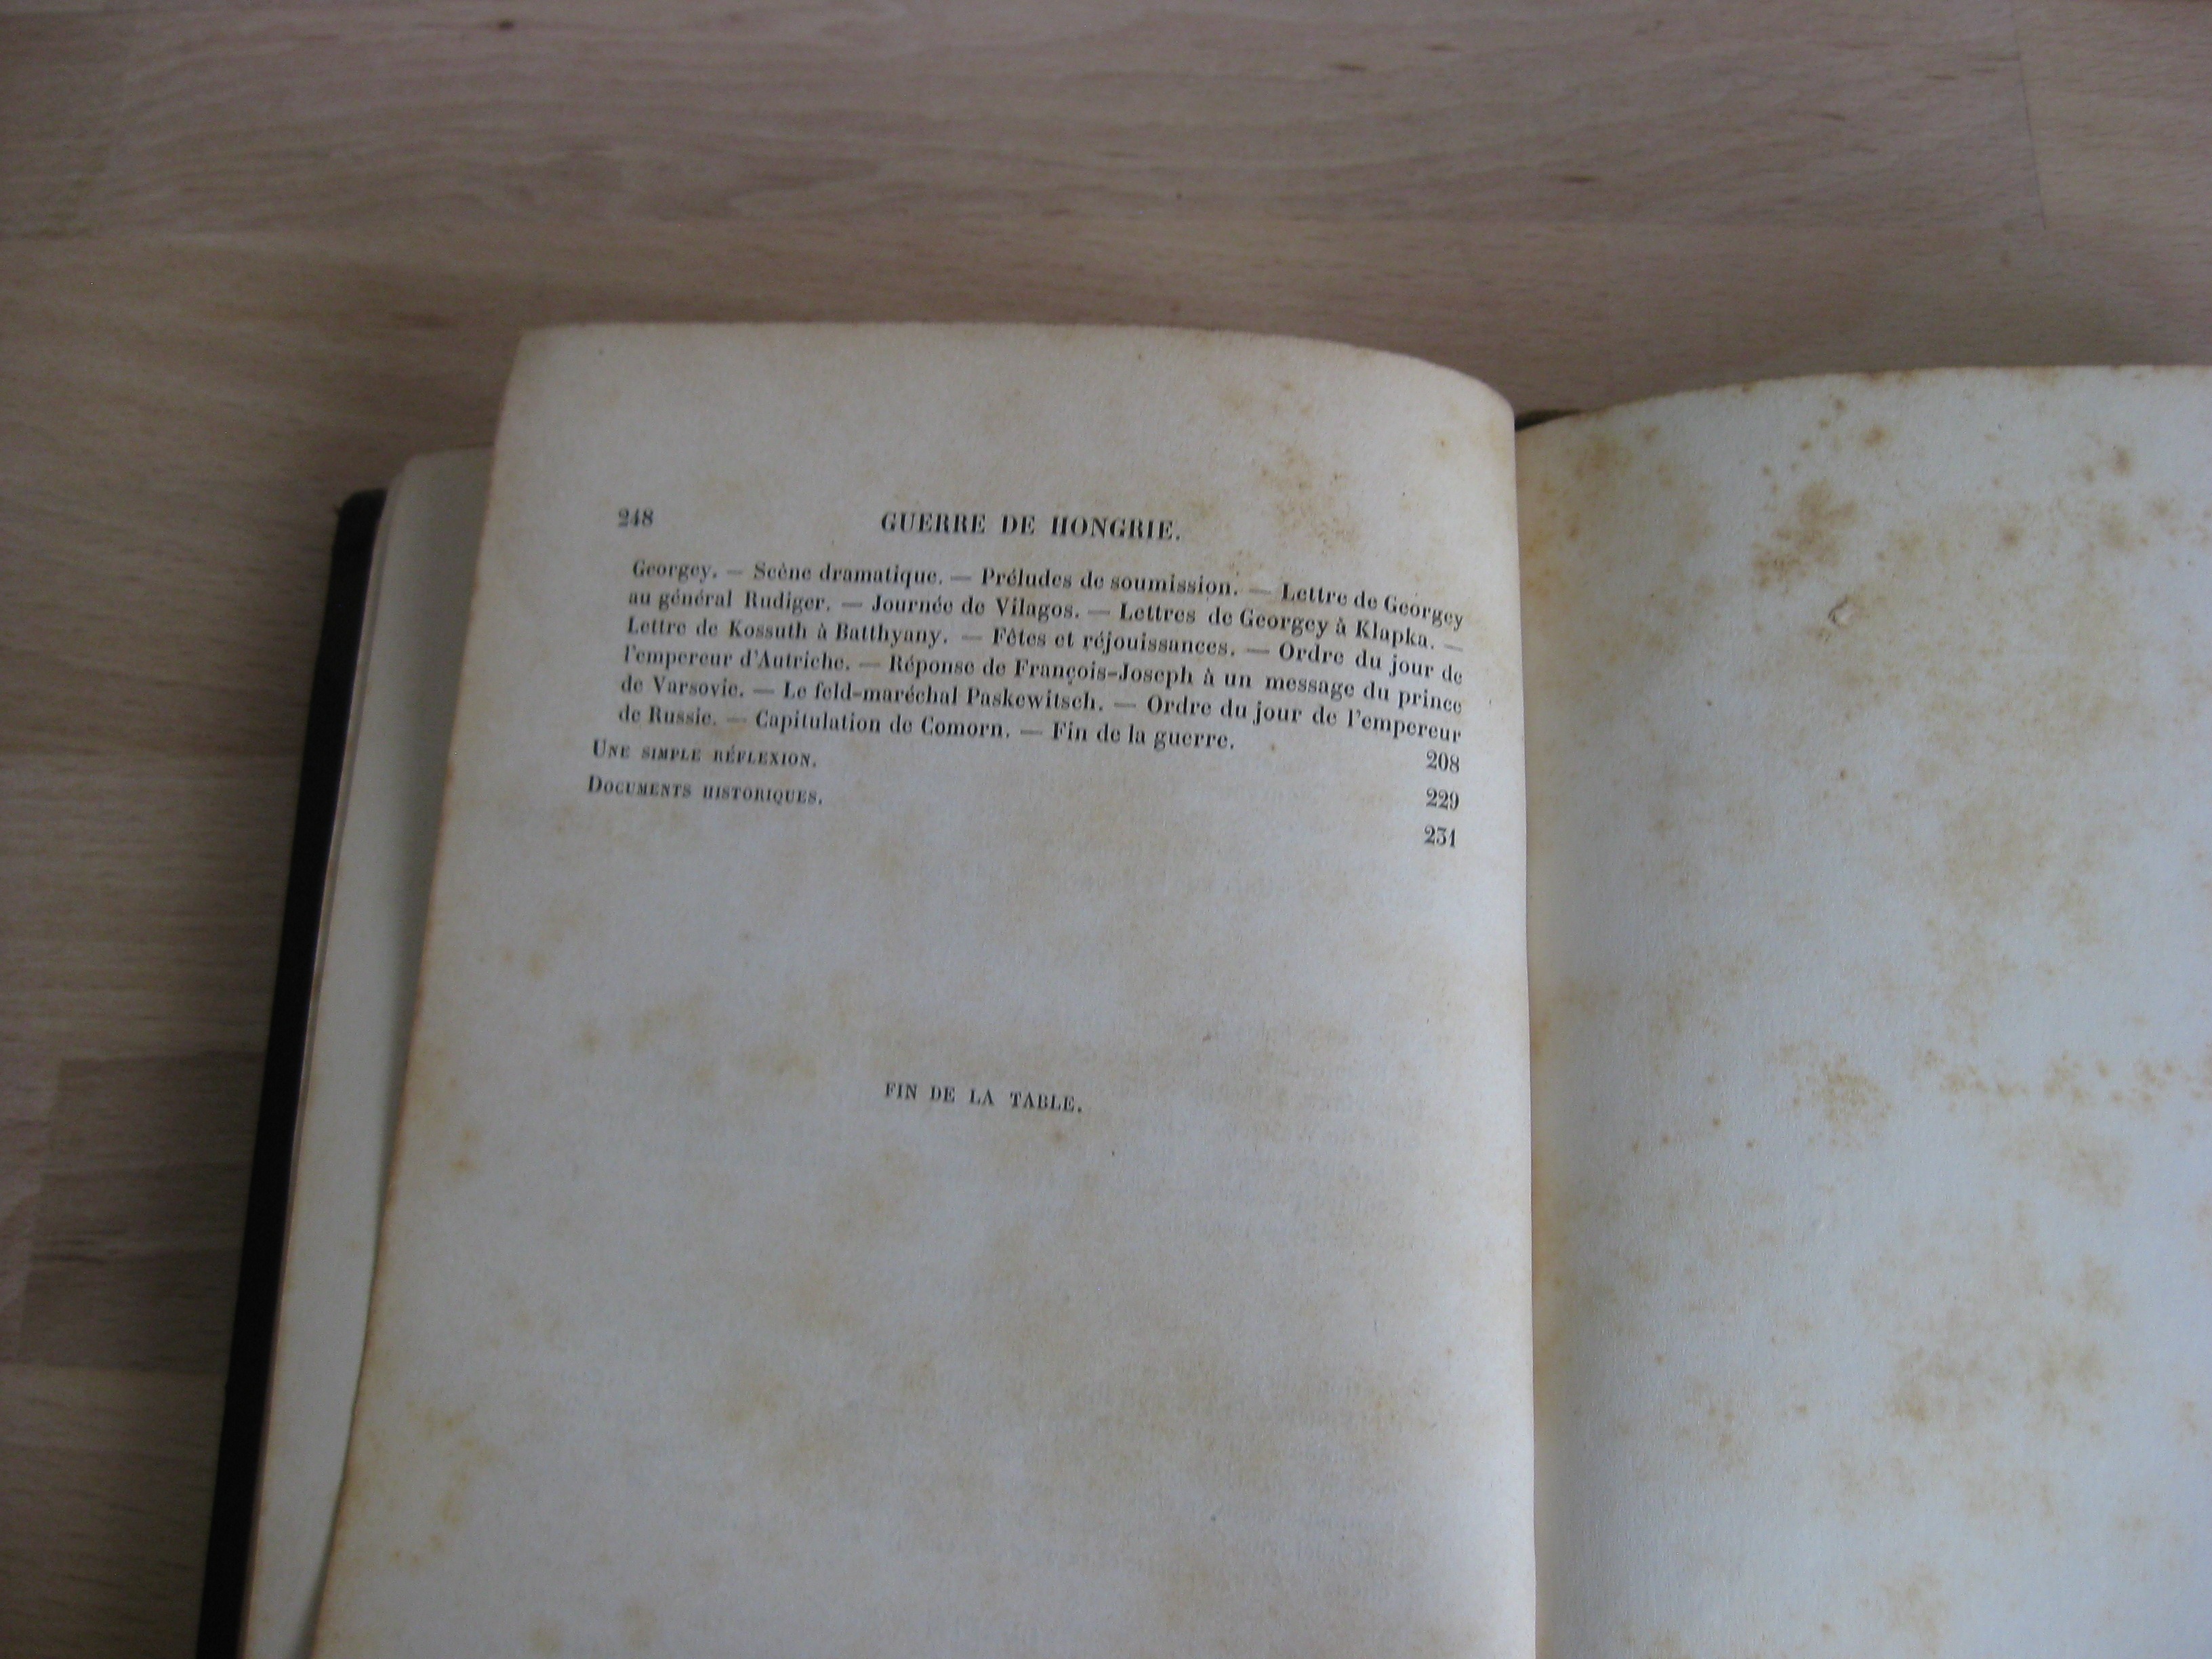 248 GUERRE DE HONGRIE.
Georgey. — Scène dramatique. — Préludes de soumission. — Lettre de Georgey
au général Rudiger. — Journée de Vilagos. — Lettres de Georgey à Klapka. —
Lettre de Kossuth à Batthyany. — Fêtes et réjouissances. — Ordre du jour de
l'empereur d'Autriche. — Réponse de François-Joseph à un message du prince
de Varsovie. — Le feld-maréchal Paskewitsch. — Ordre du jour de l'empereur
de Russie. — Capitulation de Comorn. — Fin de la guerre. 208
UNE SIMPLE RÉFLEXION. 229
DOCUMENTS HISTORIQUES. 231
FIN DE LA TABLE.